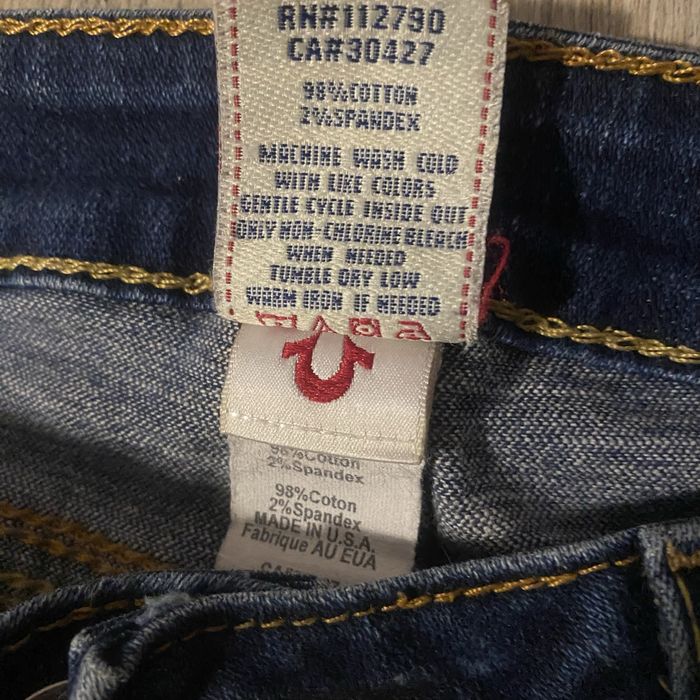 RN#112790
CA#30427
98%COTTON
2%SPANDEX
MACHINE WASH COLD
WITH LIKE COLORS
GENTLE CYCLE INSIDE OUT
ONLY NON-CHLORINE BLEACH
WHEN NEEDED
TUMBLE DRY LOW
WARM IRON IF NEEDED
98%Cotton
2%Spandex
98%Coton
2%Spandex
MADE IN U.S.A.
Fabrique AU EUA